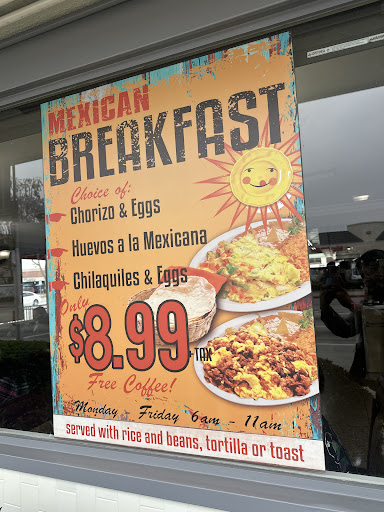 MEXICAN
BREAKFAST
Choice of:
Chorizo & Eggs
Huevos a la Mexicana
Chilaquiles & Eggs
Only
$8.99 + TAX
Free Coffee!
Monday - Friday 6am - 11am
served with rice and beans, tortilla or toast